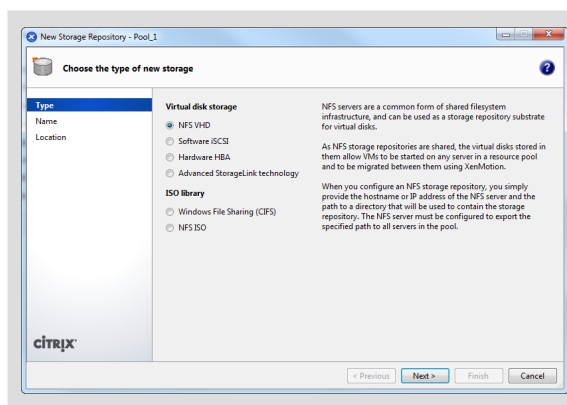 New Storage Repository - Pool_1
Choose the type of new storage
Type
Name
Location
Virtual disk storage
NFS VHD
Software iSCSI
Hardware HBA
Advanced StorageLink technology
ISO library
Windows File Sharing (CIFS)
NFS ISO
NFS servers are a common form of shared filesystem
infrastructure, and can be used as a storage repository substrate
for virtual disks.
As NFS storage repositories are shared, the virtual disks stored in
them allow VMs to be started on any server in a resource pool
and to be migrated between them using XenMotion.
When you configure an NFS storage repository, you simply
provide the hostname or IP address of the NFS server and the
path to a directory that will be used to contain the storage
repository. The NFS server must be configured to export the
specified path to all servers in the pool.
CITRIX
< Previous
Next >
Finish
Cancel